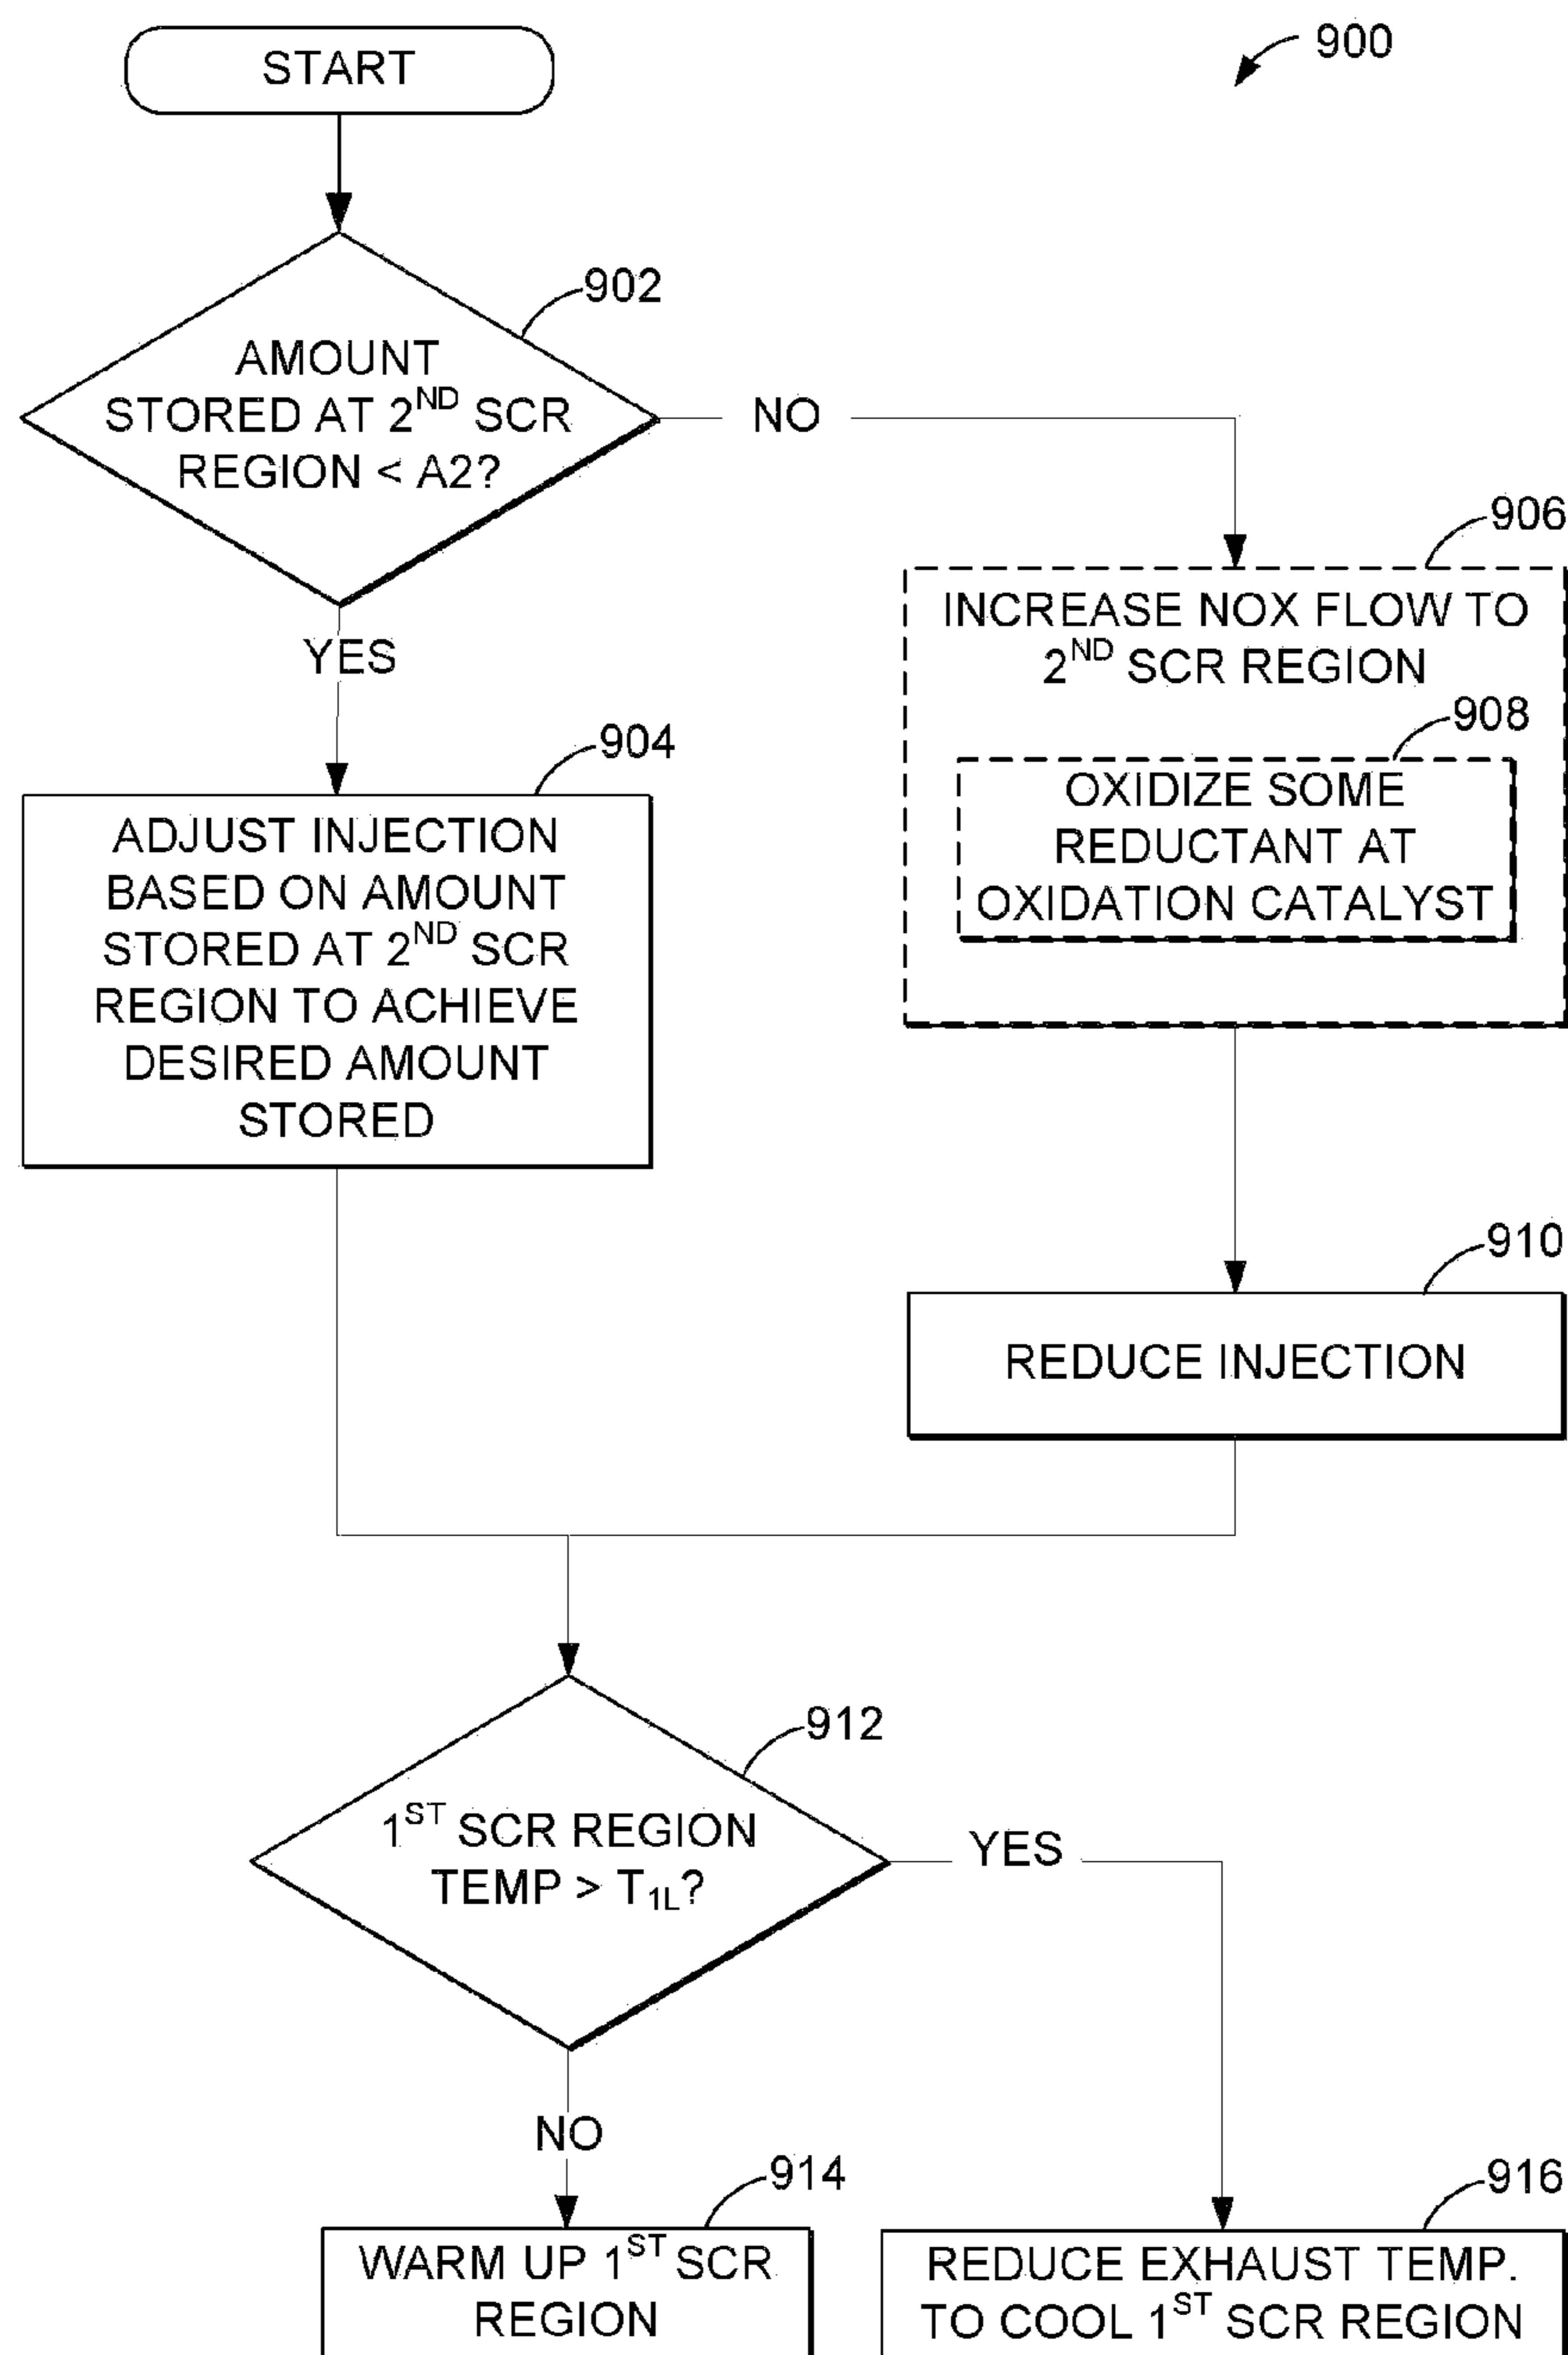 START
900
902
AMOUNT
STORED AT 2ND SCR
REGION < A2?
NO
YES
904
ADJUST INJECTION
BASED ON AMOUNT
STORED AT 2ND SCR
REGION TO ACHIEVE
DESIRED AMOUNT
STORED
906
INCREASE NOX FLOW TO
2ND SCR REGION
908
OXIDIZE SOME
REDUCTANT AT
OXIDATION CATALYST
910
REDUCE INJECTION
912
1ST SCR REGION
TEMP > T1L?
YES
NO
914
WARM UP 1ST SCR
REGION
916
REDUCE EXHAUST TEMP.
TO COOL 1ST SCR REGION